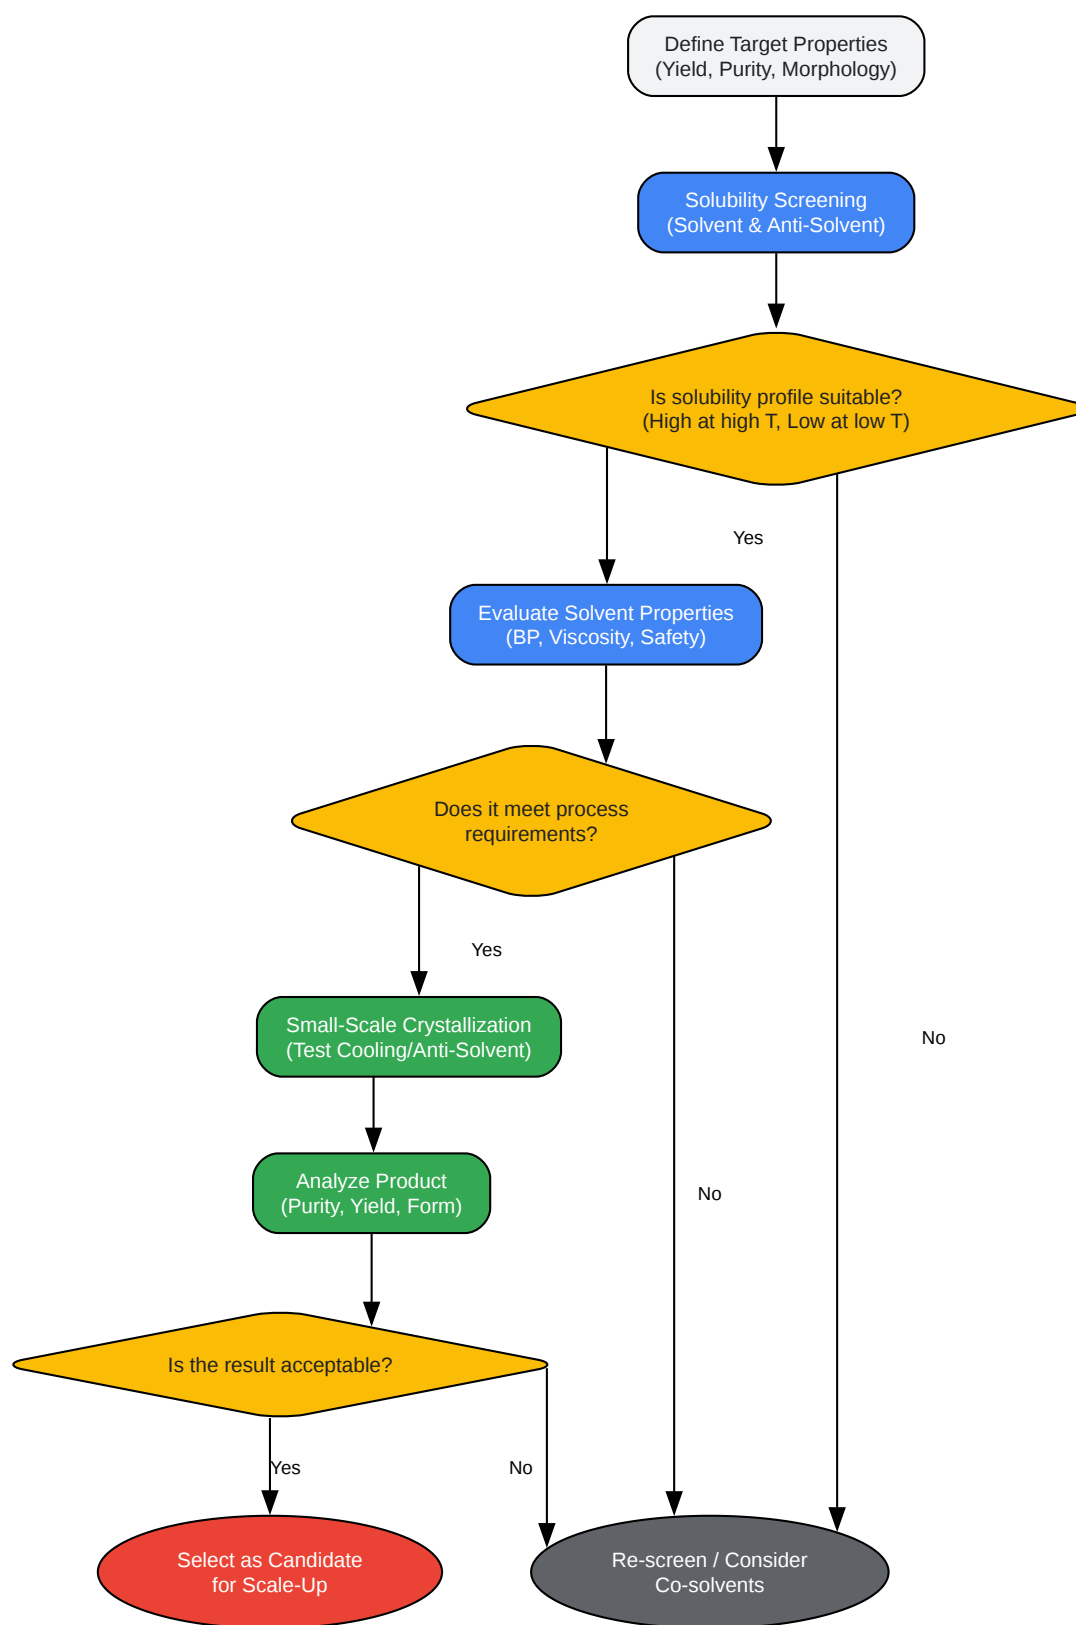 Define Target Properties
(Yield, Purity, Morphology)
Solubility Screening
(Solvent & Anti-Solvent)
Is solubility profile suitable?
(High at high T, Low at low T)
Yes
Evaluate Solvent Properties
(BP, Viscosity, Safety)
Does it meet process
requirements?
Yes
Small-Scale Crystallization
(Test Cooling/Anti-Solvent)
No
Analyze Product
(Purity, Yield, Form)
No
Is the result acceptable?
Yes
No
Select as Candidate
for Scale-Up
Re-screen / Consider
Co-solvents